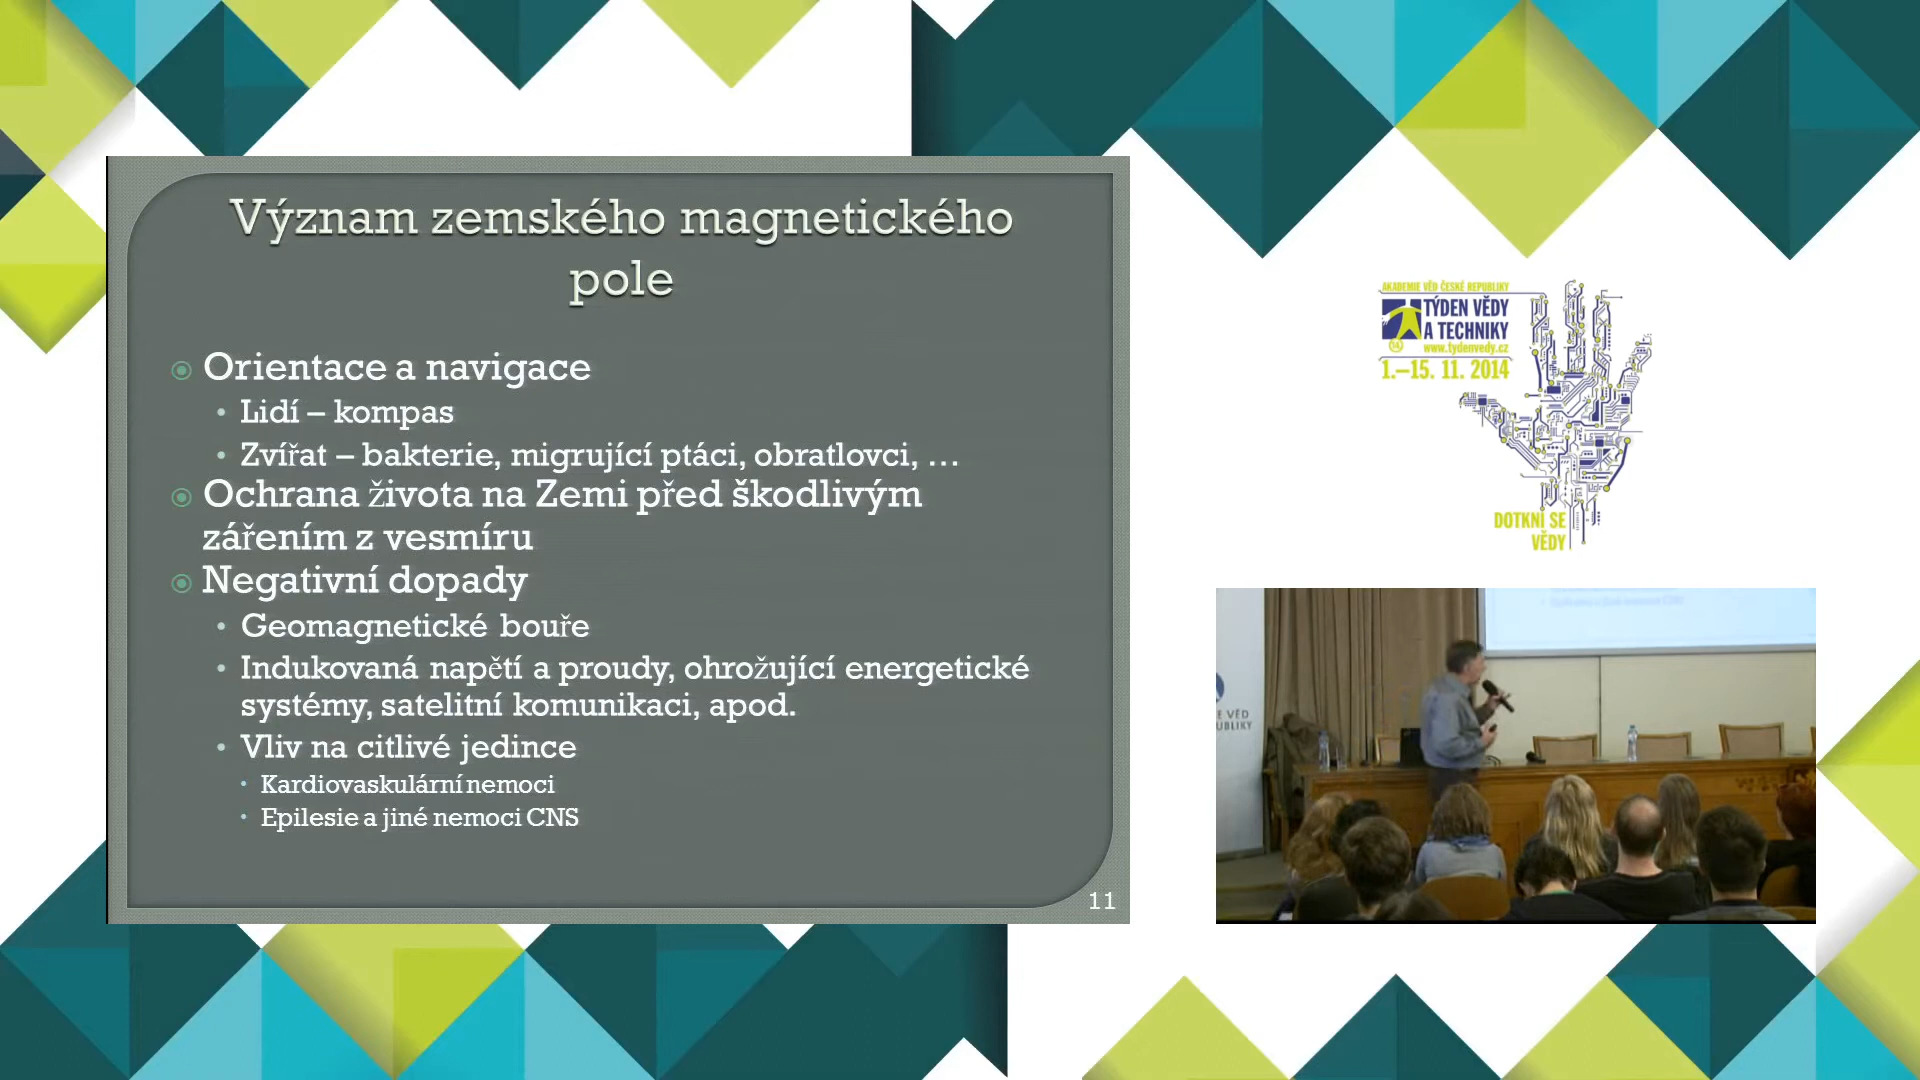 Význam zemského magnetického
pole
Orientace a navigace
Lidí – kompas
Zvířat – bakterie, migrující ptáci, obratlovci, ...
Ochrana života na Zemi před škodlivým
zářením z vesmíru
Negativní dopady
Geomagnetické bouře
Indukovaná napětí a proudy, ohrožující energetické
systémy, satelitní komunikaci, apod.
Vliv na citlivé jedince
Kardiovaskulární nemoci
Epilesie a jiné nemoci CNS
11
AKADEMIE VĚD ČESKÉ REPUBLIKY
TÝDEN VĚDY
A TECHNIKY
www.tydenvedy.cz
1.–15. 11. 2014
DOTKNI SE
VĚDY
E VĚD
UBLIKY